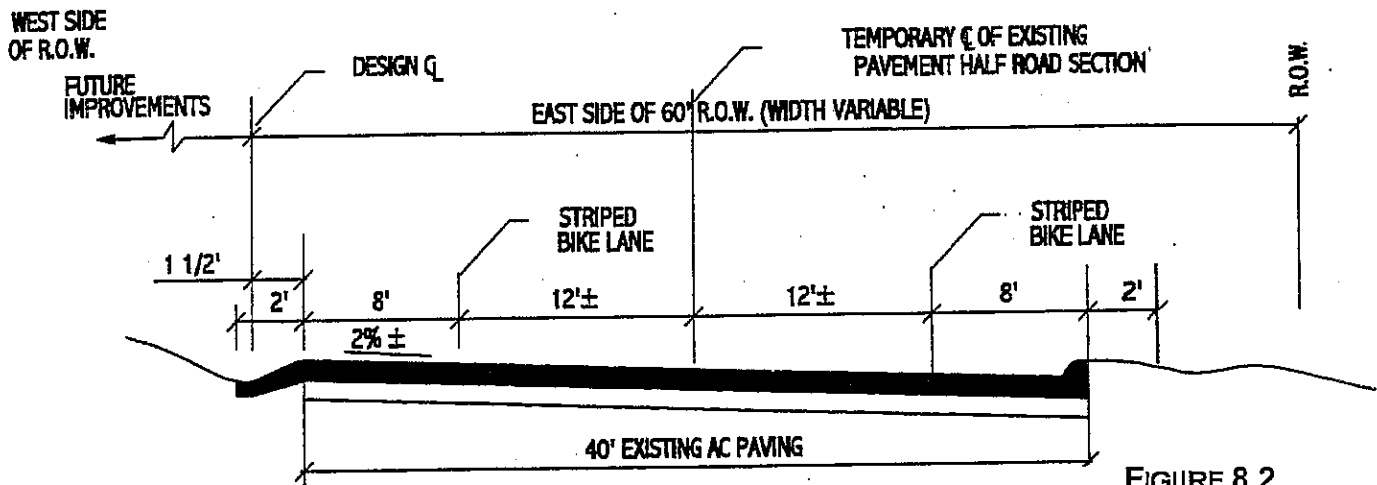 WEST SIDE
OF R.O.W.
FUTURE
IMPROVEMENTS
DESIGN ℄
TEMPORARY ℄ OF EXISTING
PAVEMENT HALF ROAD SECTION
R.O.W.
EAST SIDE OF 60' R.O.W. (WIDTH VARIABLE)
STRIPED
BIKE LANE
STRIPED
BIKE LANE
1 1/2'
2'
8'
12'±
12'±
8'
2'
2% ±
40' EXISTING AC PAVING
FIGURE 8.2